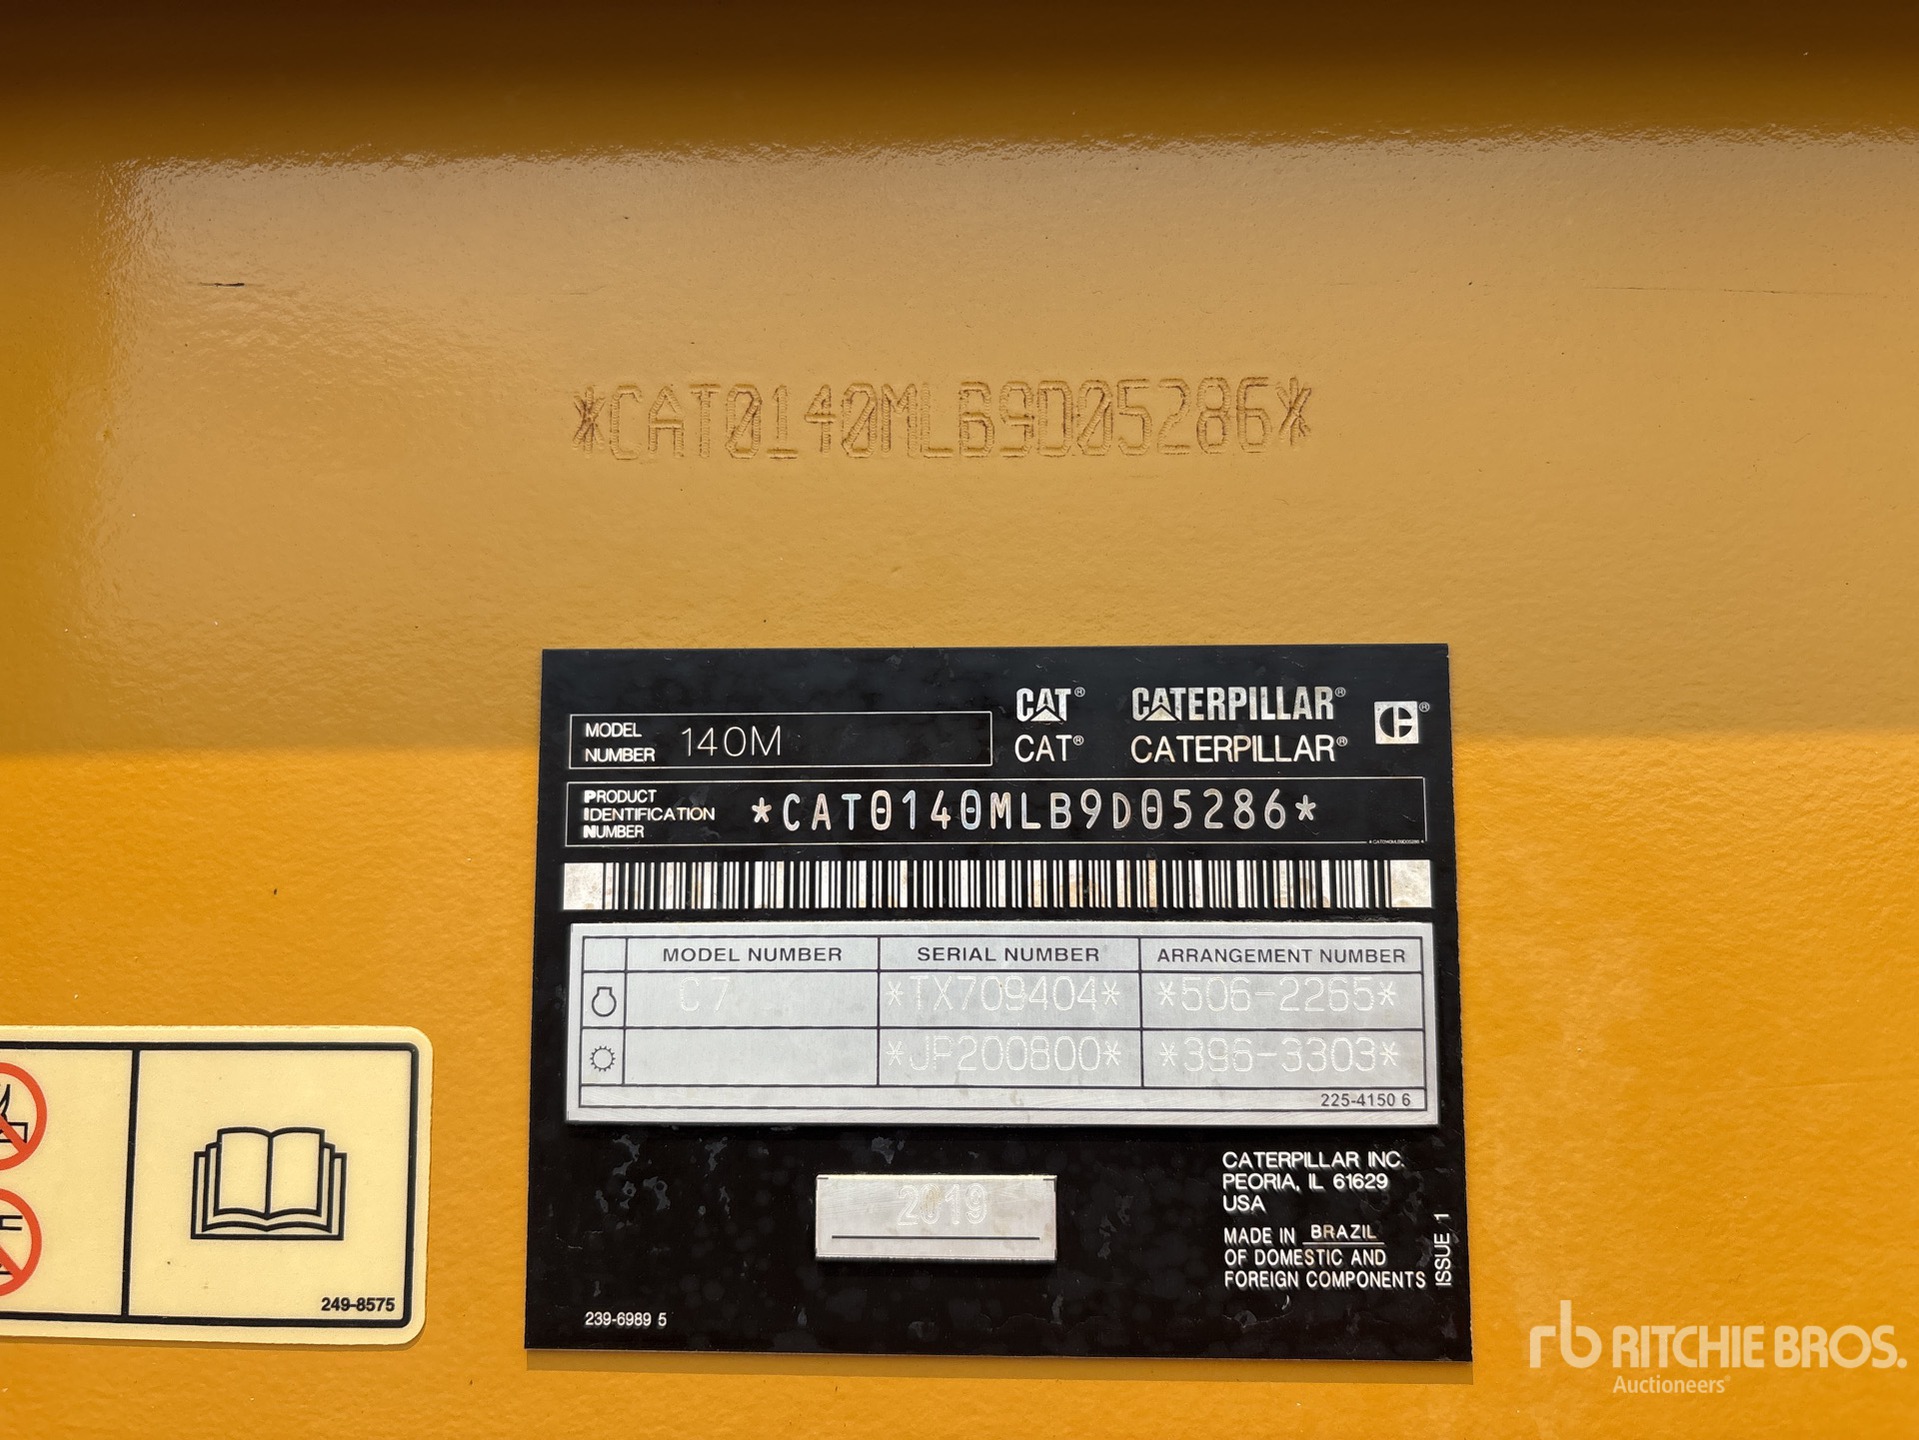 *CAT0140MLB9D05286*
MODEL NUMBER 140M
CAT® CATERPILLAR®
CAT® CATERPILLAR®
PRODUCT IDENTIFICATION NUMBER *CAT0140MLB9D05286*
*CAT0140MLB9D05286*
MODEL NUMBER SERIAL NUMBER ARRANGEMENT NUMBER
C7 *TX709404* *506-2265*
*JP200800* *396-3303*
225-4150 6
2019
CATERPILLAR INC.
PEORIA, IL 61629
USA
MADE IN BRAZIL
OF DOMESTIC AND
FOREIGN COMPONENTS
ISSUE 1
239-6989 5
249-8575
rb RITCHIE BROS.
Auctioneers